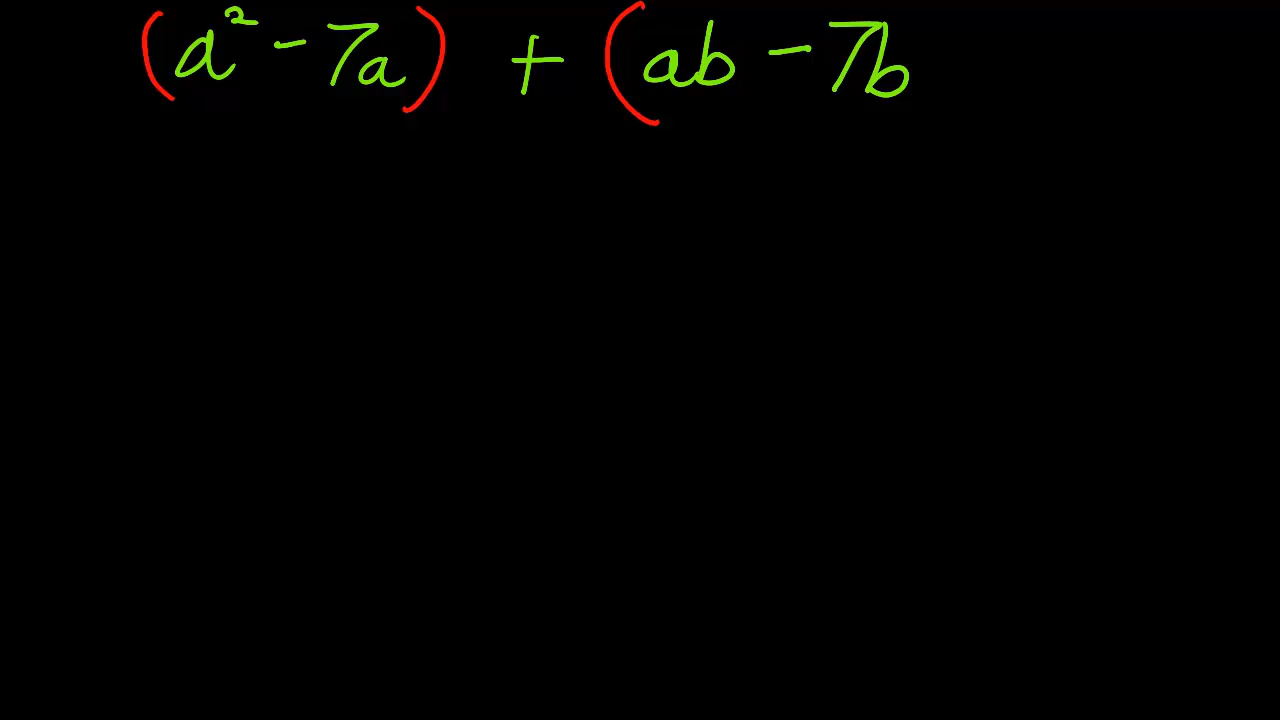 (a² - 7a) + (ab - 7b